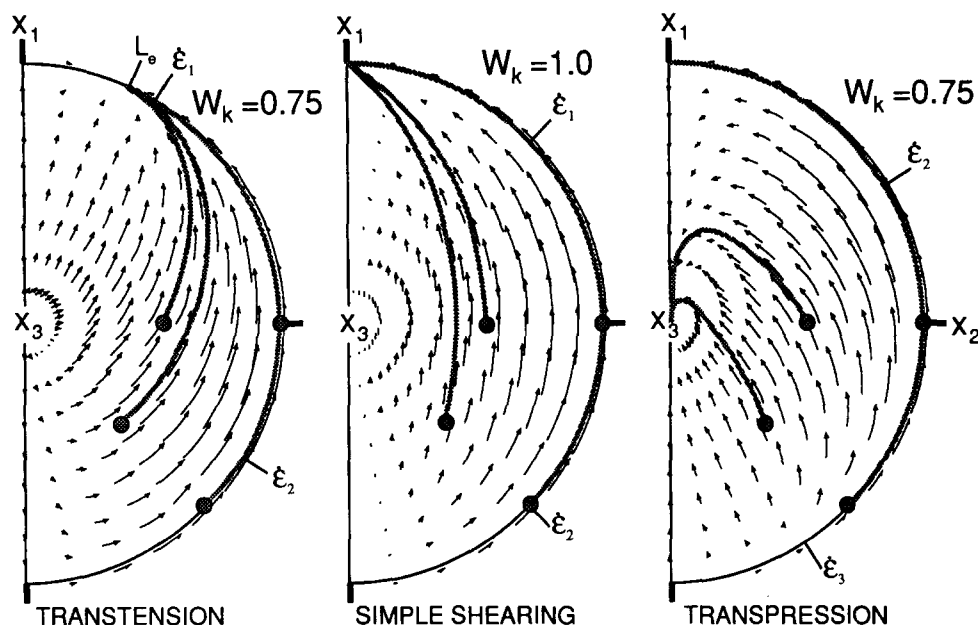 X1
Lₑ
ε̇₁
Wₖ=0.75
X₃
ε̇₂
TRANSTENSION
X₁
Wₖ=1.0
ε̇₁
X₃
ε̇₂
SIMPLE SHEARING
X₁
Wₖ=0.75
ε̇₂
X₃
X₂
ε̇₃
TRANSPRESSION